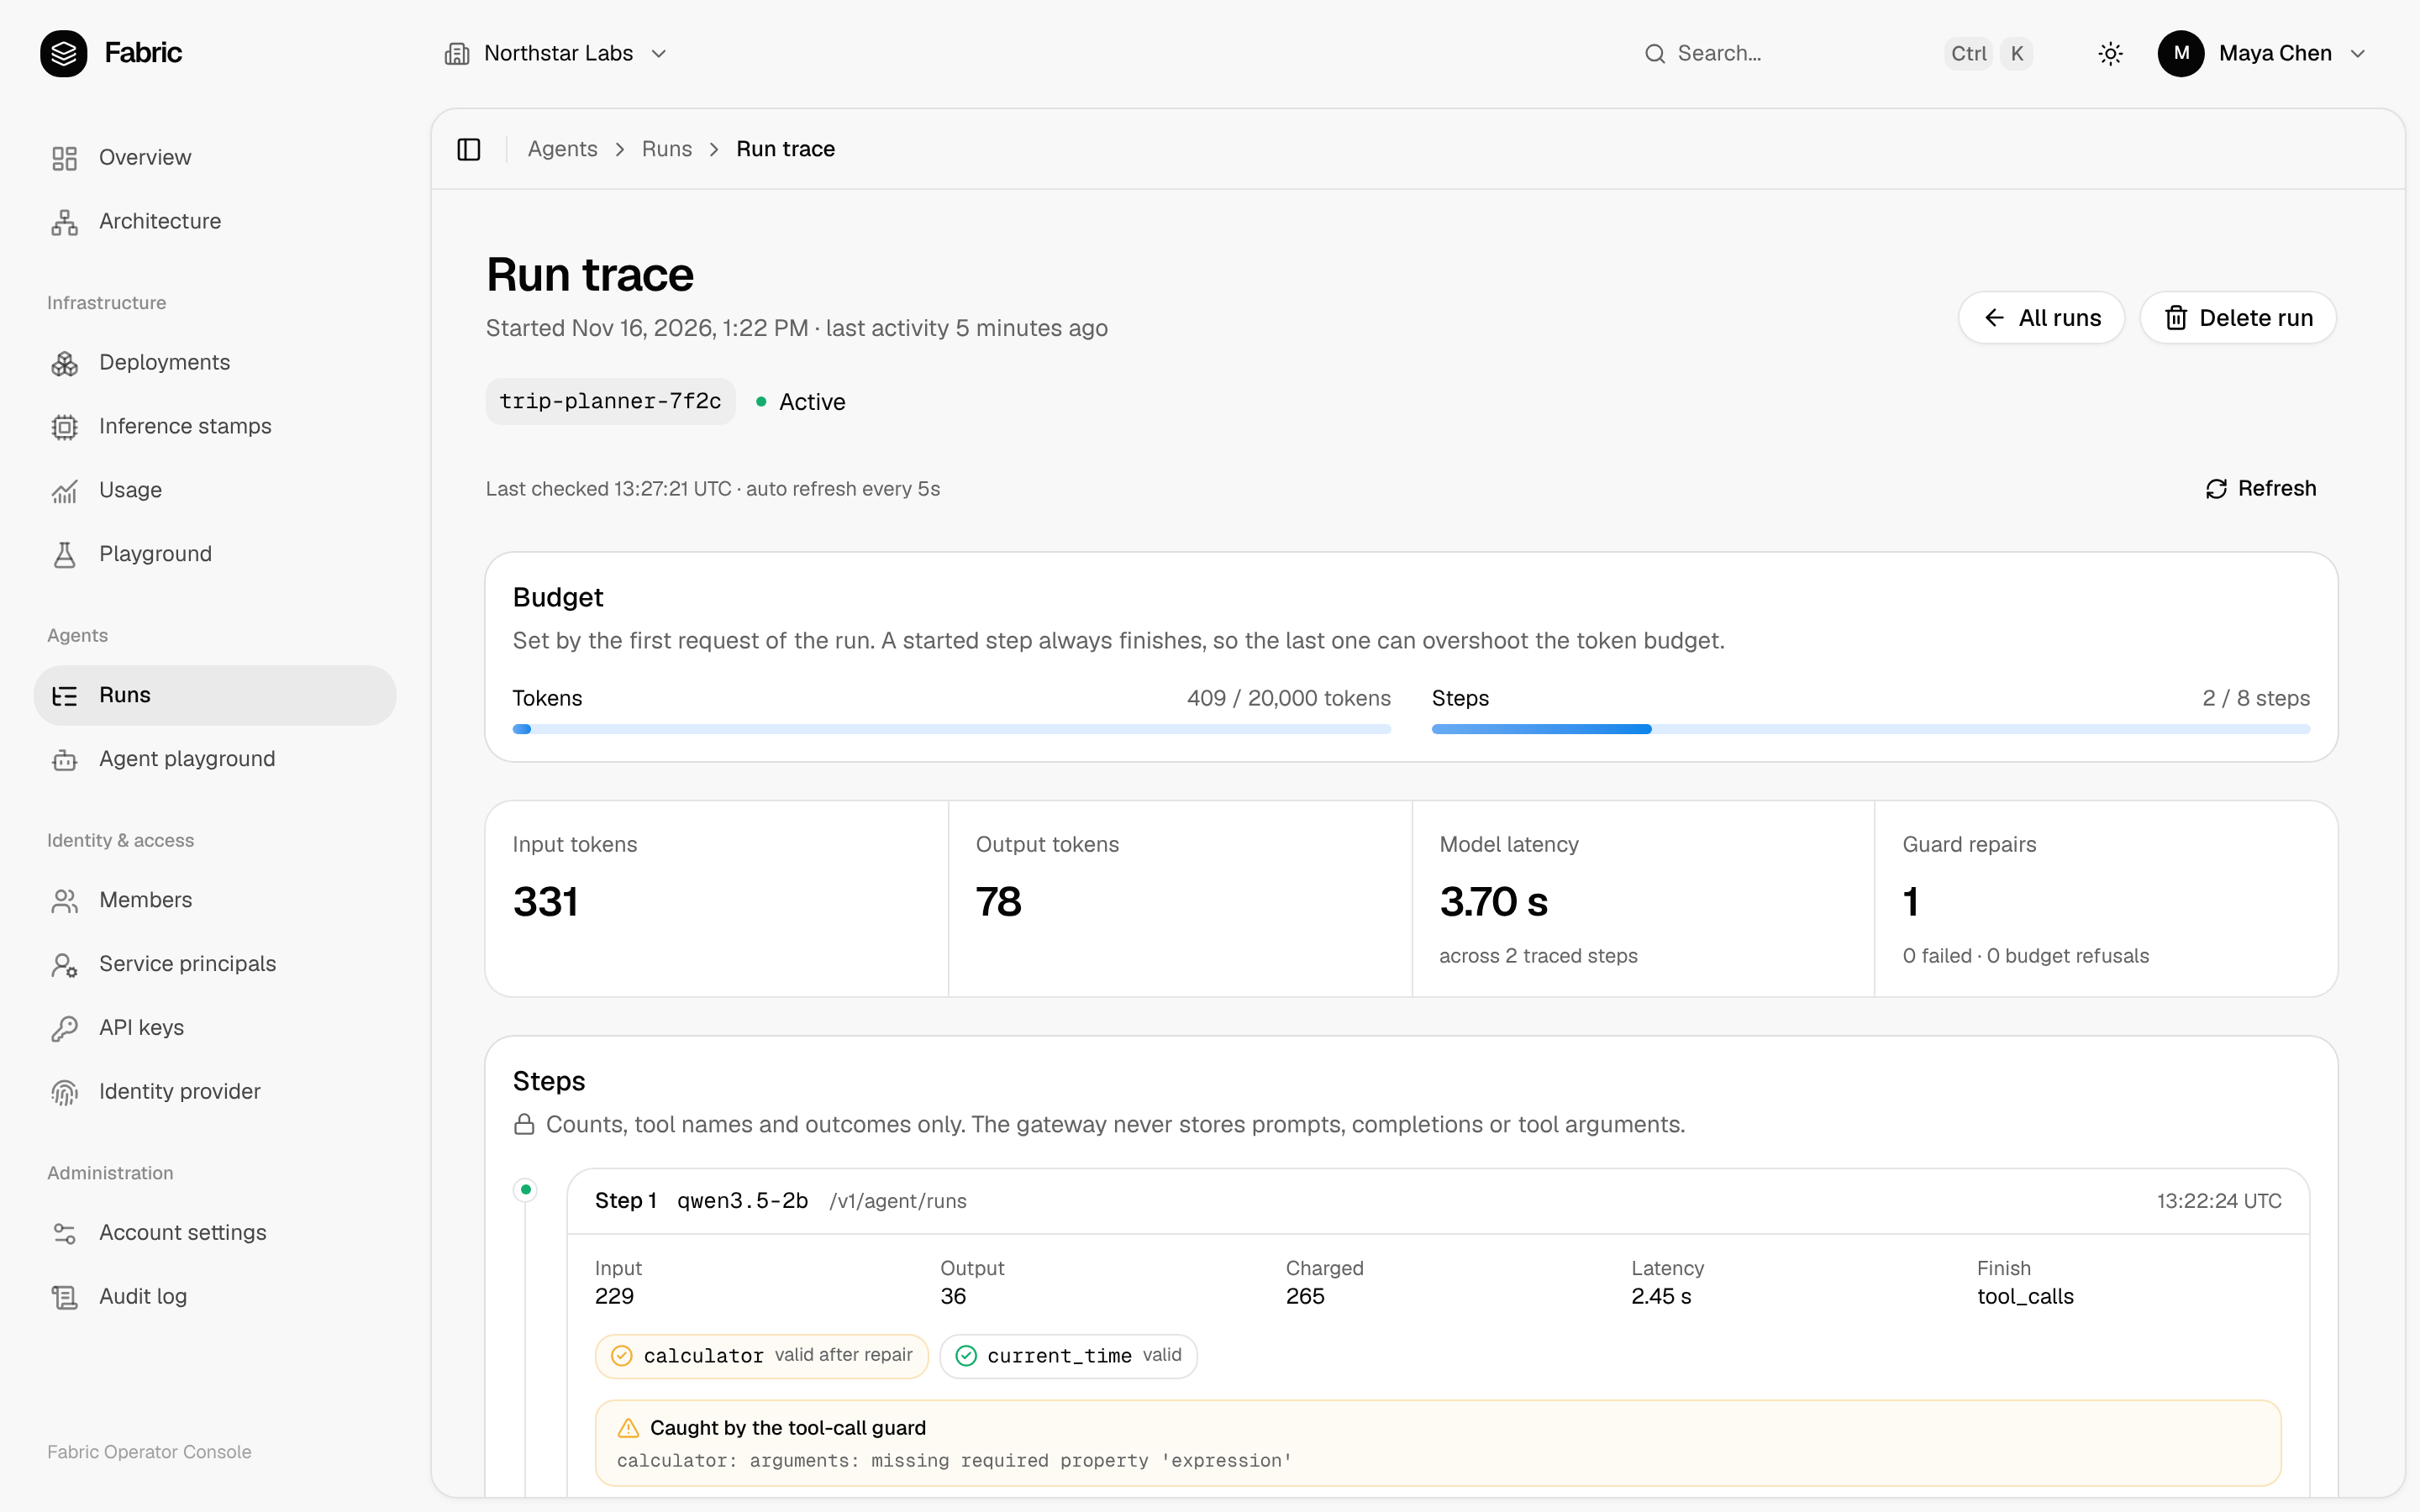 Fabric
Northstar Labs
Search...
Ctrl K
M
Maya Chen
Overview
Architecture
Infrastructure
Deployments
Inference stamps
Usage
Playground
Agents
Runs
Agent playground
Identity & access
Members
Service principals
API keys
Identity provider
Administration
Account settings
Audit log
Fabric Operator Console
Agents > Runs > Run trace
Run trace
Started Nov 16, 2026, 1:22 PM · last activity 5 minutes ago
All runs
Delete run
trip-planner-7f2c
Active
Last checked 13:27:21 UTC · auto refresh every 5s
Refresh
Budget
Set by the first request of the run. A started step always finishes, so the last one can overshoot the token budget.
Tokens
409 / 20,000 tokens
Steps
2 / 8 steps
Input tokens
331
Output tokens
78
Model latency
3.70 s
across 2 traced steps
Guard repairs
1
0 failed · 0 budget refusals
Steps
Counts, tool names and outcomes only. The gateway never stores prompts, completions or tool arguments.
Step 1 qwen3.5-2b /v1/agent/runs
13:22:24 UTC
Input
229
Output
36
Charged
265
Latency
2.45 s
Finish
tool_calls
calculator valid after repair
current_time valid
Caught by the tool-call guard
calculator: arguments: missing required property 'expression'